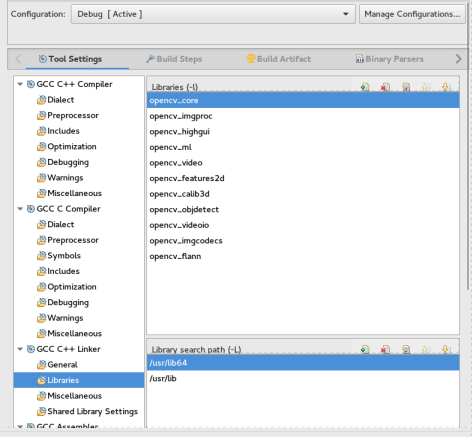 Configuration: Debug [ Active ] Manage Configurations...
Tool Settings Build Steps Build Artifact Binary Parsers
GCC C++ Compiler
Dialect
Preprocessor
Includes
Optimization
Debugging
Warnings
Miscellaneous
GCC C Compiler
Dialect
Preprocessor
Symbols
Includes
Optimization
Debugging
Warnings
Miscellaneous
GCC C++ Linker
General
Libraries
Miscellaneous
Shared Library Settings
GCC Assembler
Libraries (-l)
opencv_core
opencv_imgproc
opencv_highgui
opencv_ml
opencv_video
opencv_features2d
opencv_calib3d
opencv_objdetect
opencv_videoio
opencv_imgcodecs
opencv_flann
Library search path (-L)
/usr/lib64
/usr/lib